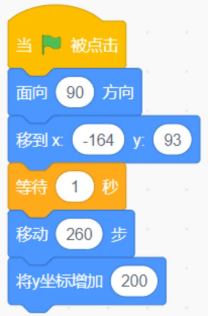 当 被点击
面向 90 方向
移到 x: -164 y: 93
等待 1 秒
移动 260 步
将y坐标增加 200